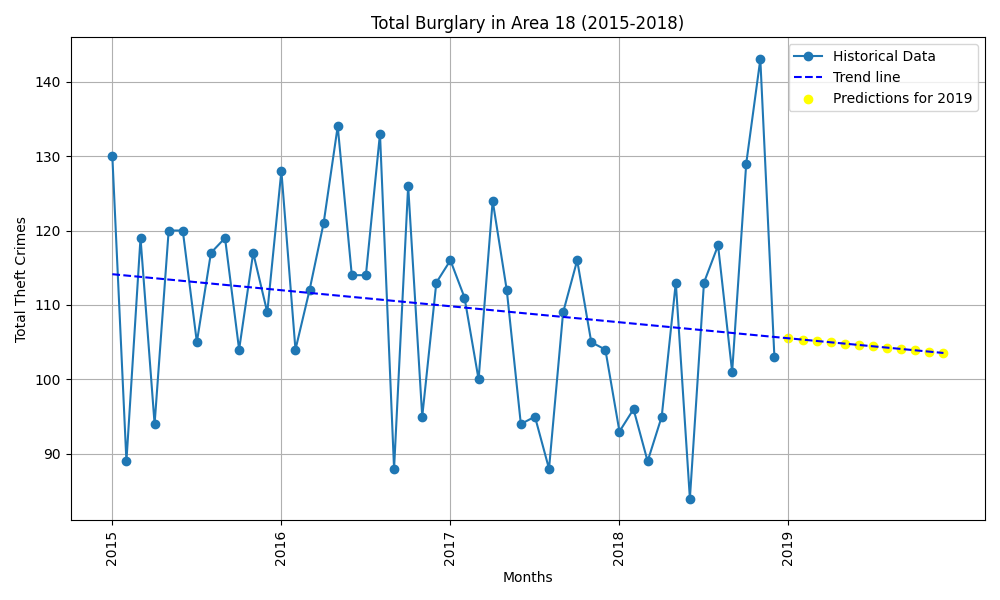 Total Burglary in Area 18 (2015-2018)
Historical Data
Trend line
Predictions for 2019
Total Theft Crimes
140
130
120
110
100
90
2015
2016
2017
2018
2019
Months